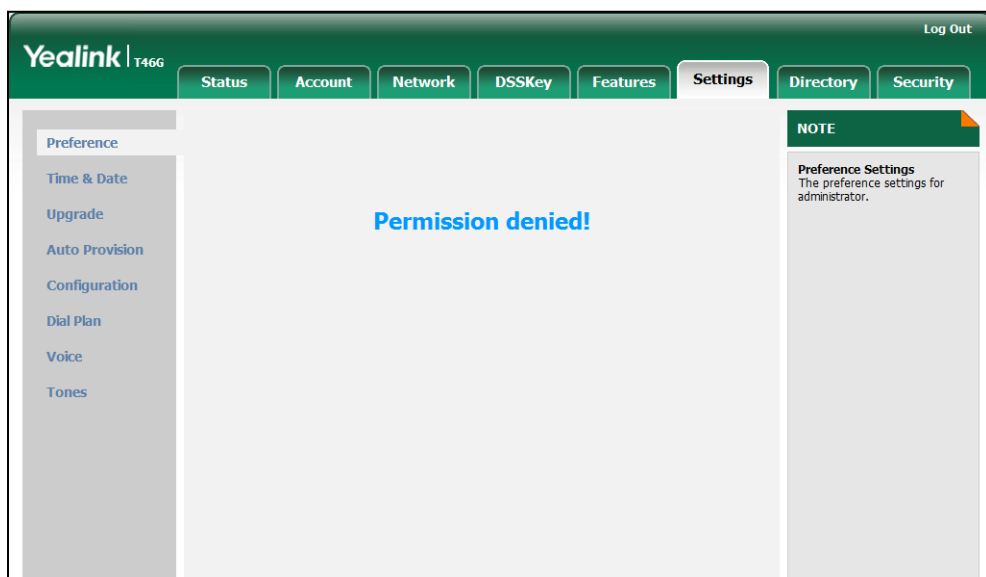 Log Out
Yealink | T46G
Status Account Network DSSKey Features Settings Directory Security
Preference
Time & Date
Upgrade
Auto Provision
Configuration
Dial Plan
Voice
Tones
Permission denied!
NOTE
Preference Settings
The preference settings for
administrator.